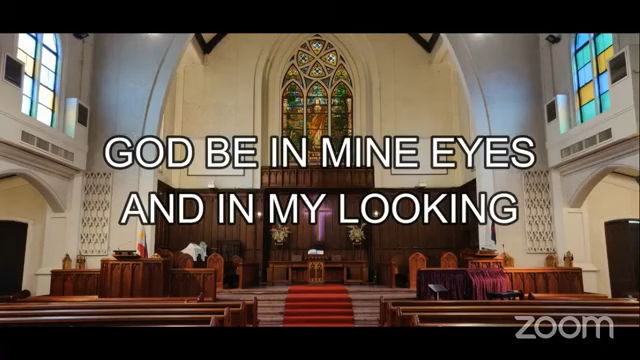 GOD BE IN MINE EYES
AND IN MY LOOKING
zoom